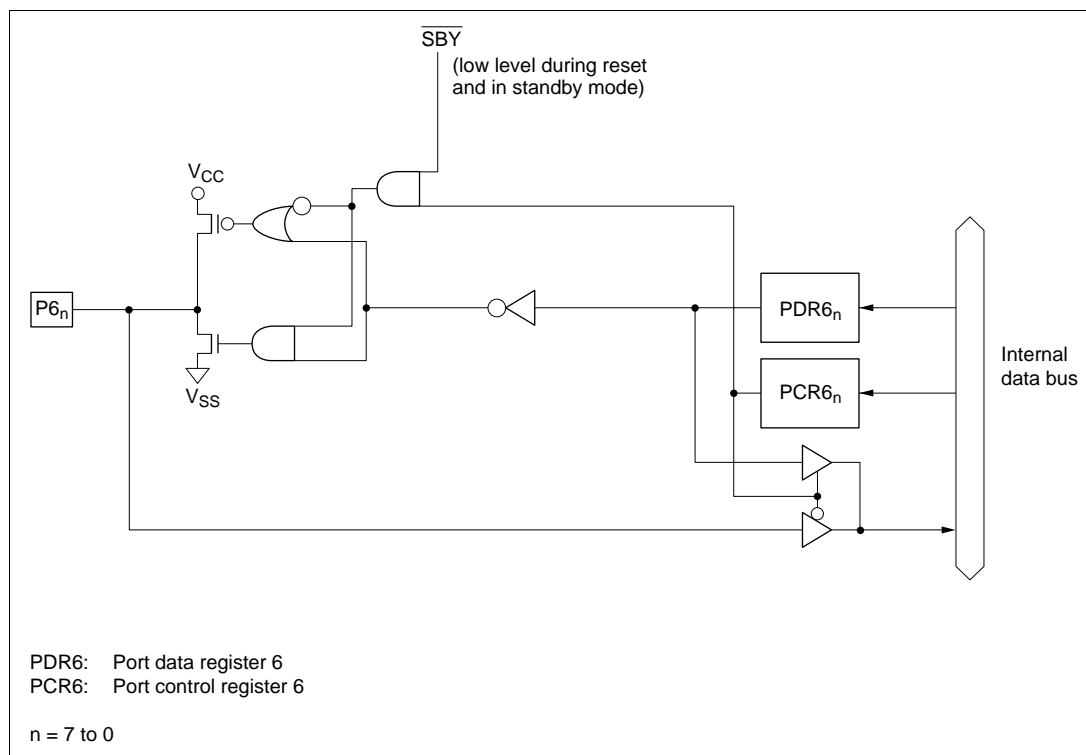 SBY
(low level during reset
and in standby mode)
VCC
P6n
PDR6n
PCR6n
VSS
Internal
data bus
PDR6: Port data register 6
PCR6: Port control register 6
n = 7 to 0